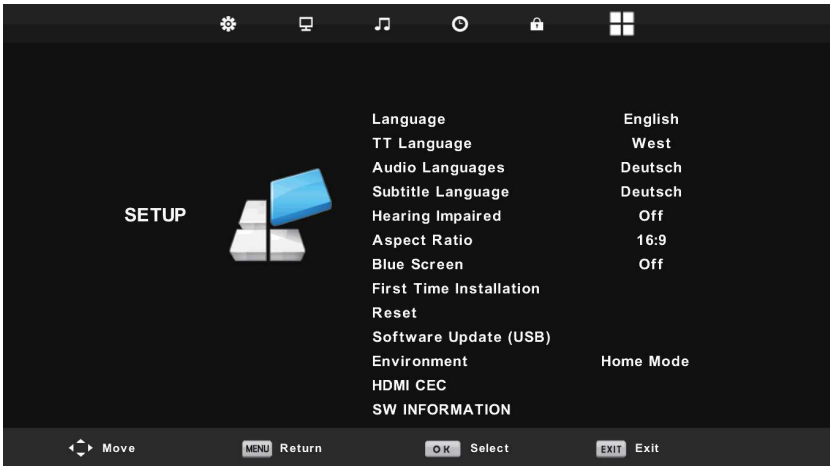 Language English
TT Language West
Audio Languages Deutsch
Subtitle Language Deutsch
SETUP
Hearing Impaired Off
Aspect Ratio 16:9
Blue Screen Off
First Time Installation
Reset
Software Update (USB)
Environment Home Mode
HDMI CEC
SW INFORMATION
Move MENU Return OK Select EXIT Exit